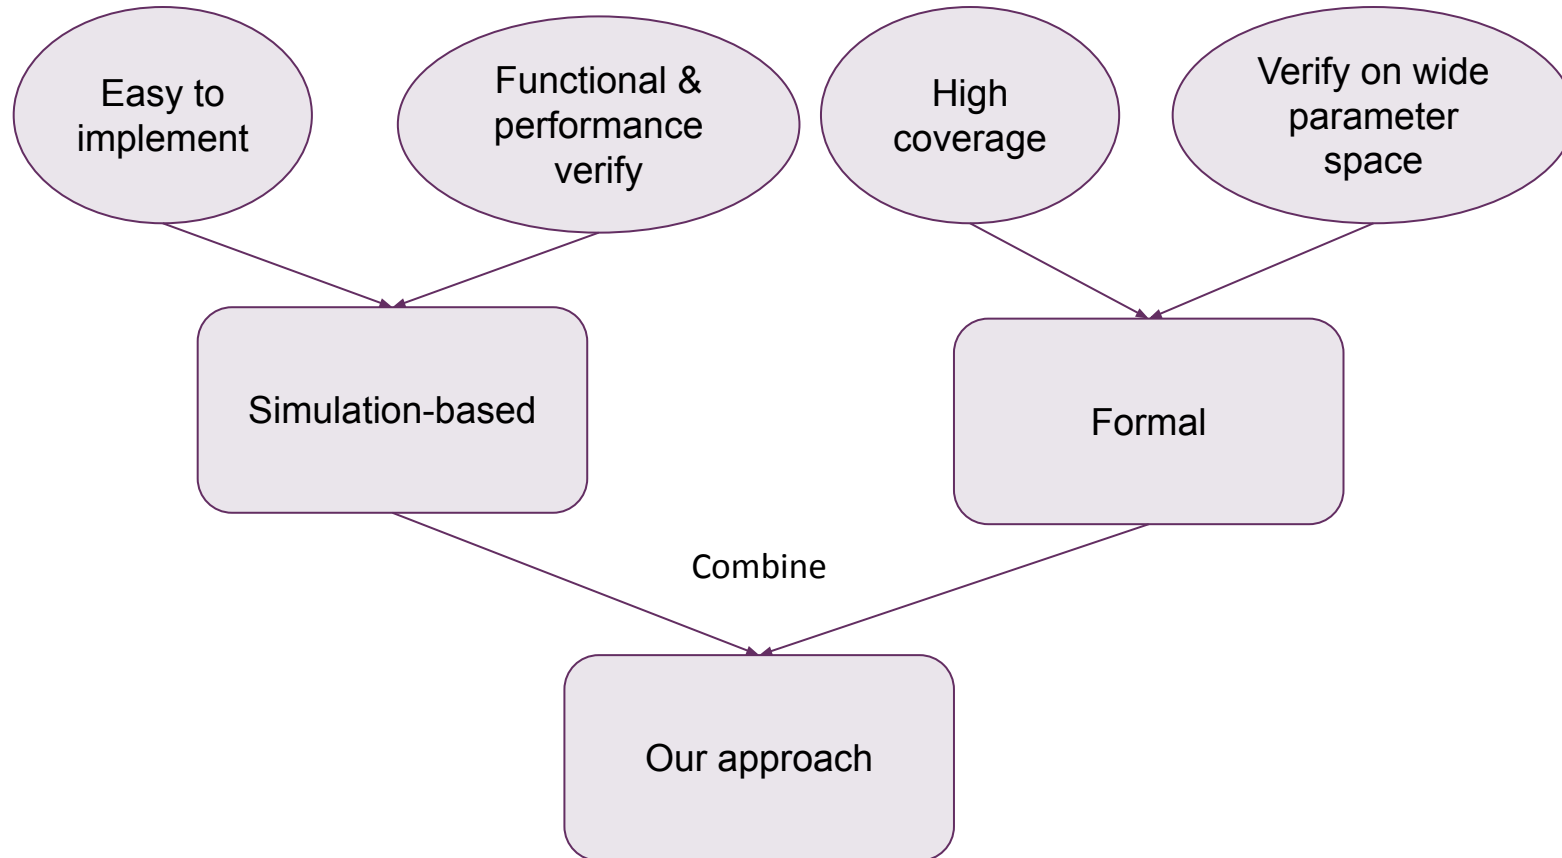 Easy to
implement
Functional &
performance
verify
High
coverage
Verify on wide
parameter
space
Simulation-based
Formal
Combine
Our approach